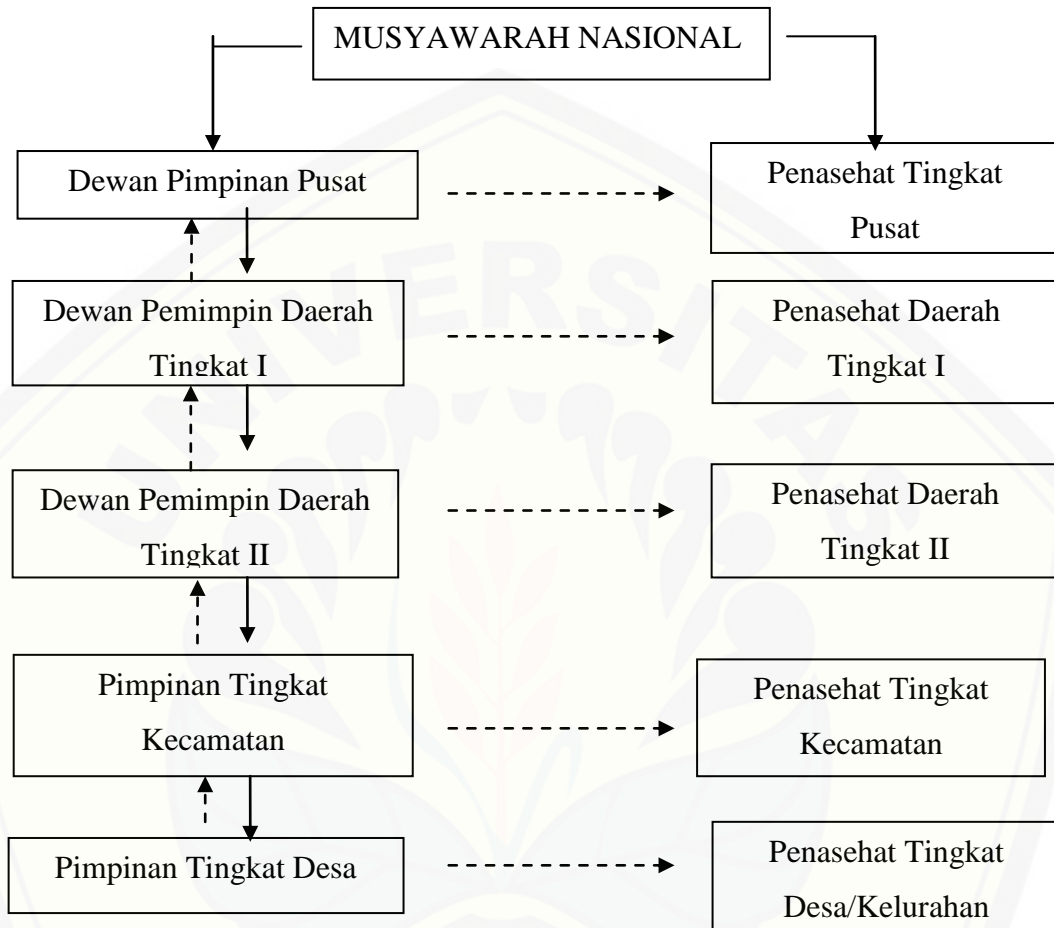 MUSYAWARAH NASIONAL
Dewan Pimpinan Pusat
Penasehat Tingkat
Pusat
Dewan Pemimpin Daerah
Tingkat I
Penasehat Daerah
Tingkat I
Dewan Pemimpin Daerah
Tingkat II
Penasehat Daerah
Tingkat II
Pimpinan Tingkat
Kecamatan
Penasehat Tingkat
Kecamatan
Pimpinan Tingkat Desa
Penasehat Tingkat
Desa/Kelurahan
UNIVERSITAS